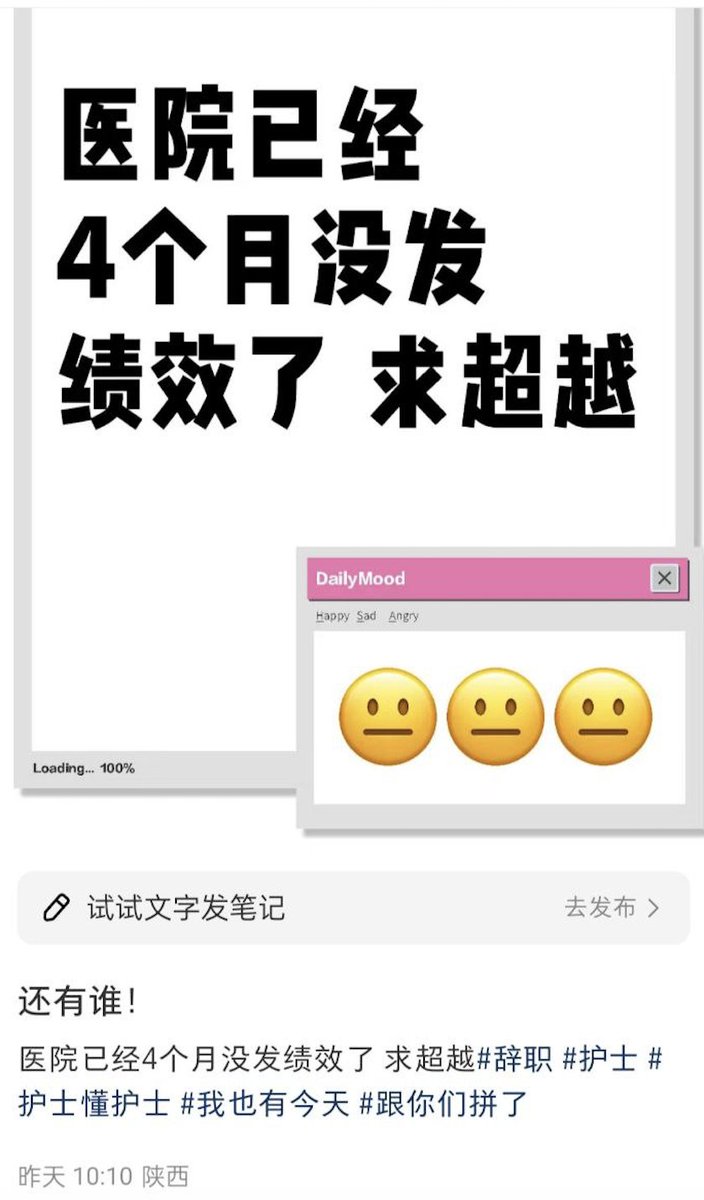 医院已经
4个月没发
绩效了 求超越
DailyMood
Happy Sad Angry
Loading... 100%
试试文字发笔记 去发布
还有谁！
医院已经4个月没发绩效了 求超越#辞职 #护士 #
护士懂护士 #我也有今天 #跟你们拼了
昨天 10:10 陕西